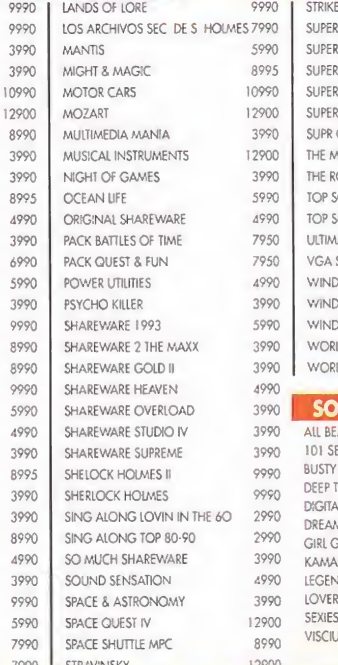 9990
9990
3990
3990
10990
12900
8990
3990
3990
8995
4990
3990
6990
5990
3990
9990
8990
8990
9990
5990
4990
3990
8995
3990
8990
4990
3990
9990
5990
7990
LANDS OF LORE 9990
LOS ARCHIVOS SEC DE S HOLMES 7990
MANTIS 5990
MIGHT & MAGIC 8995
MOTOR CARS 10990
MOZART 12900
MULTIMEDIA MANIA 3990
MUSICAL INSTRUMENTS 12900
NIGHT OF GAMES 3990
OCEAN LIFE 5990
ORIGINAL SHAREWARE 4990
PACK BATTLES OF TIME 7950
PACK QUEST & FUN 7950
POWER UTILITIES 4990
PSYCHO KILLER 3990
SHAREWARE 1993 5990
SHAREWARE 2 THE MAXX 3990
SHAREWARE GOLD II 3990
SHAREWARE HEAVEN 4990
SHAREWARE OVERLOAD 3990
SHAREWARE STUDIO IV 3990
SHAREWARE SUPREME 3990
SHELOCK HOLMES II 9990
SHERLOCK HOLMES 9990
SING ALONG LOVIN IN THE 60 2990
SING ALONG TOP 80-90 2990
SO MUCH SHAREWARE 3990
SOUND SENSATION 4990
SPACE & ASTRONOMY 3990
SPACE QUEST IV 12900
SPACE SHUTTLE MPC 8990
STRAVINSKY 12900
STRIKE
SUPER
SUPER
SUPER
SUPER
SUPER
SUPR
THE M
THE R
TOP S
TOP S
ULTIM
VGA S
WIND
WIND
WIND
WORL
WORL
SO
ALL BE
101 SE
BUSTY
DEEP T
DIGITA
DREAM
GIRL G
KAMA
LEGEN
LOVER
SEXIES
VISCIU